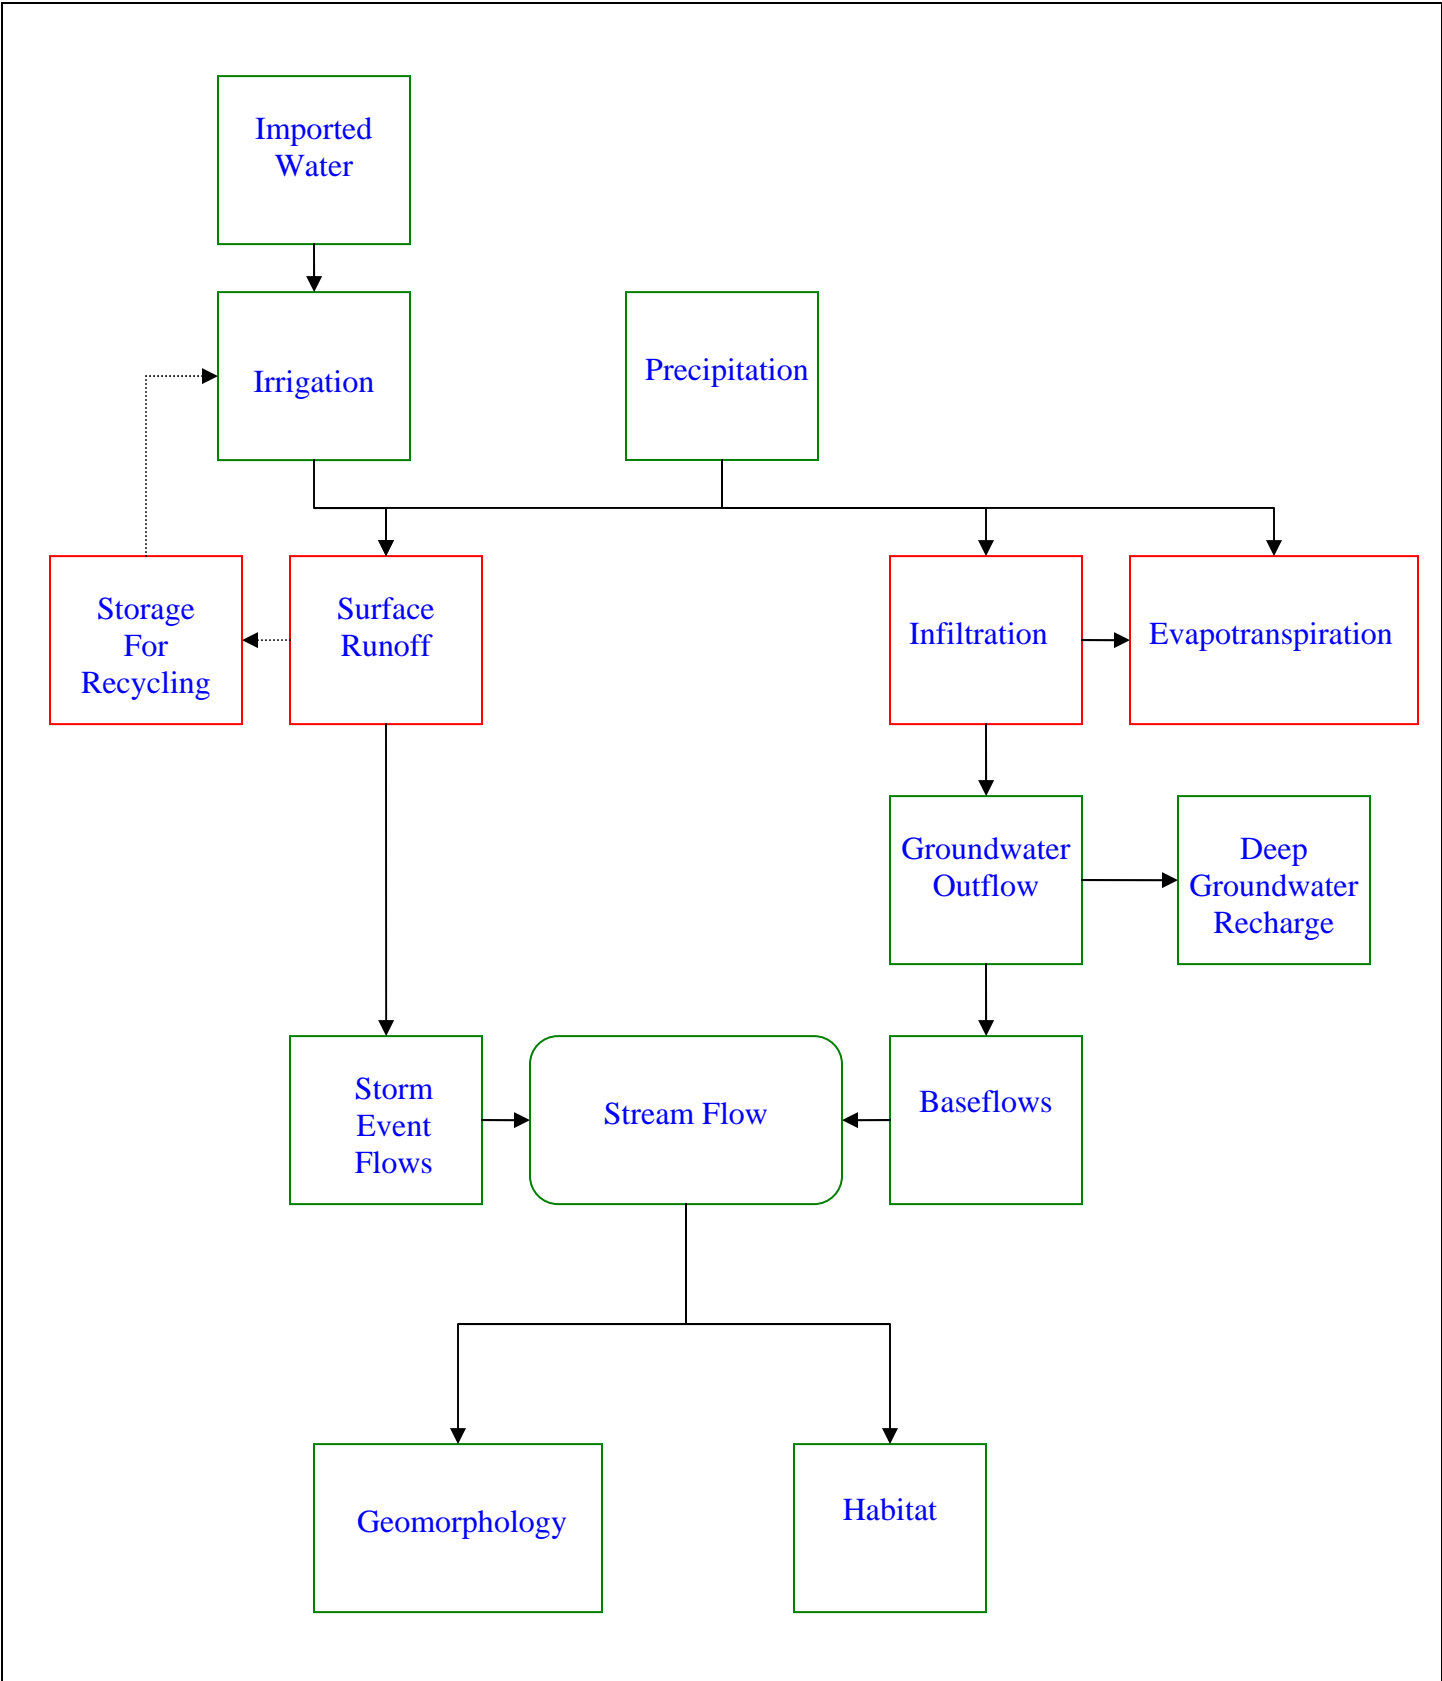 Imported
Water
Irrigation
Precipitation
Storage
For
Recycling
Surface
Runoff
Infiltration
Evapotranspiration
Groundwater
Outflow
Deep
Groundwater
Recharge
Storm
Event
Flows
Stream Flow
Baseflows
Geomorphology
Habitat